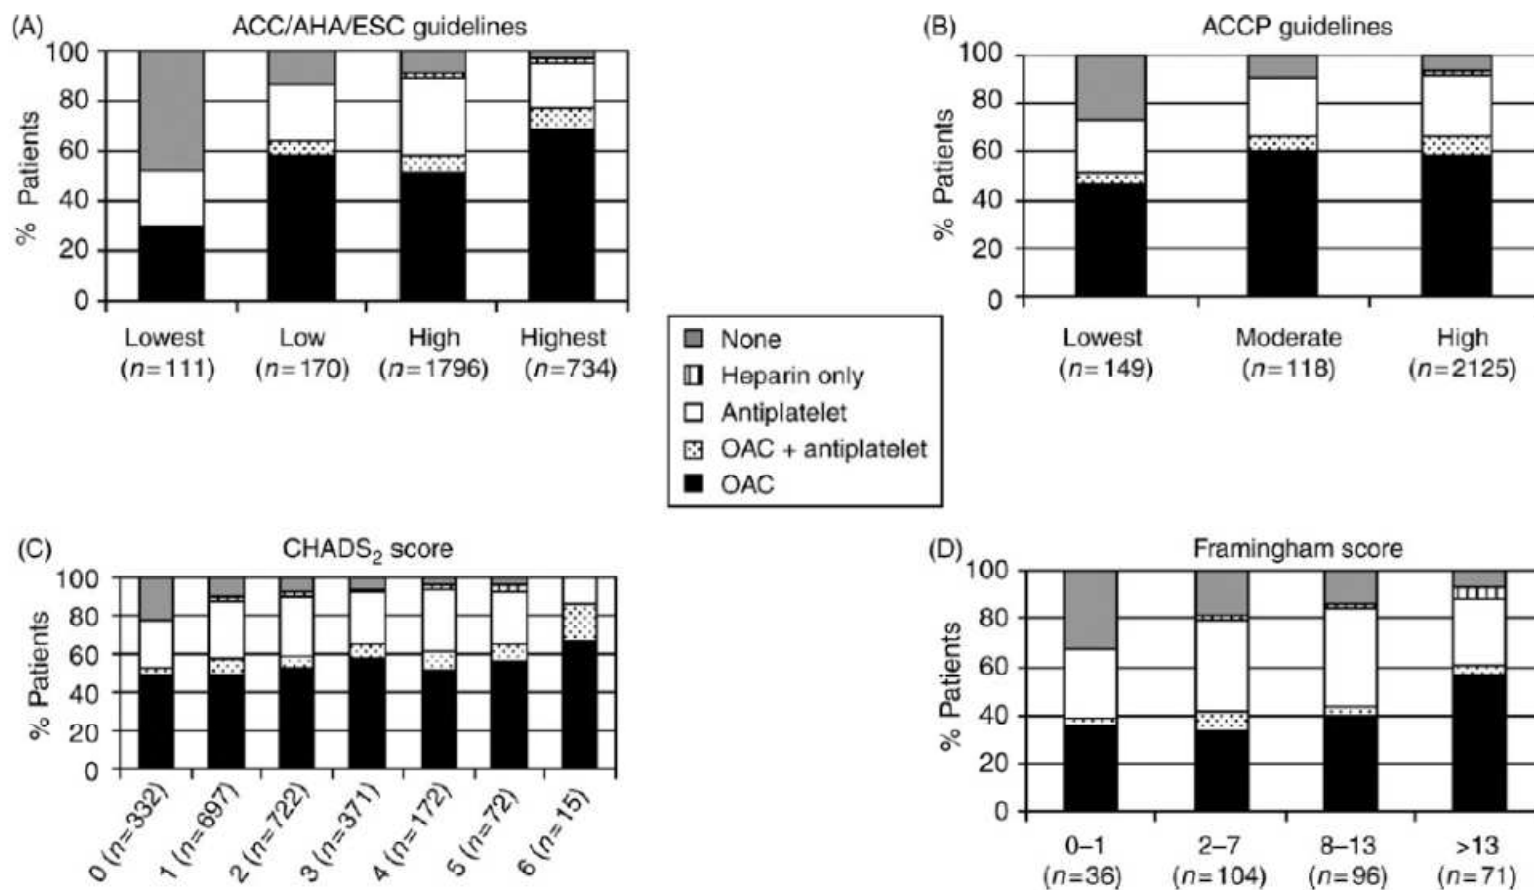 (A) ACC/AHA/ESC guidelines
% Patients
100
80
60
40
20
0
Lowest Low High Highest
(n=111) (n=170) (n=1796) (n=734)
(B) ACCP guidelines
% Patients
100
80
60
40
20
0
Lowest Moderate High
(n=149) (n=118) (n=2125)
None
Heparin only
Antiplatelet
OAC + antiplatelet
OAC
(C) CHADS2 score
% Patients
100
80
60
40
20
0
0 (n=332)
1 (n=697)
2 (n=722)
3 (n=371)
4 (n=172)
5 (n=72)
6 (n=15)
(D) Framingham score
% Patients
100
80
60
40
20
0
0–1 2–7 8–13 >13
(n=36) (n=104) (n=96) (n=71)